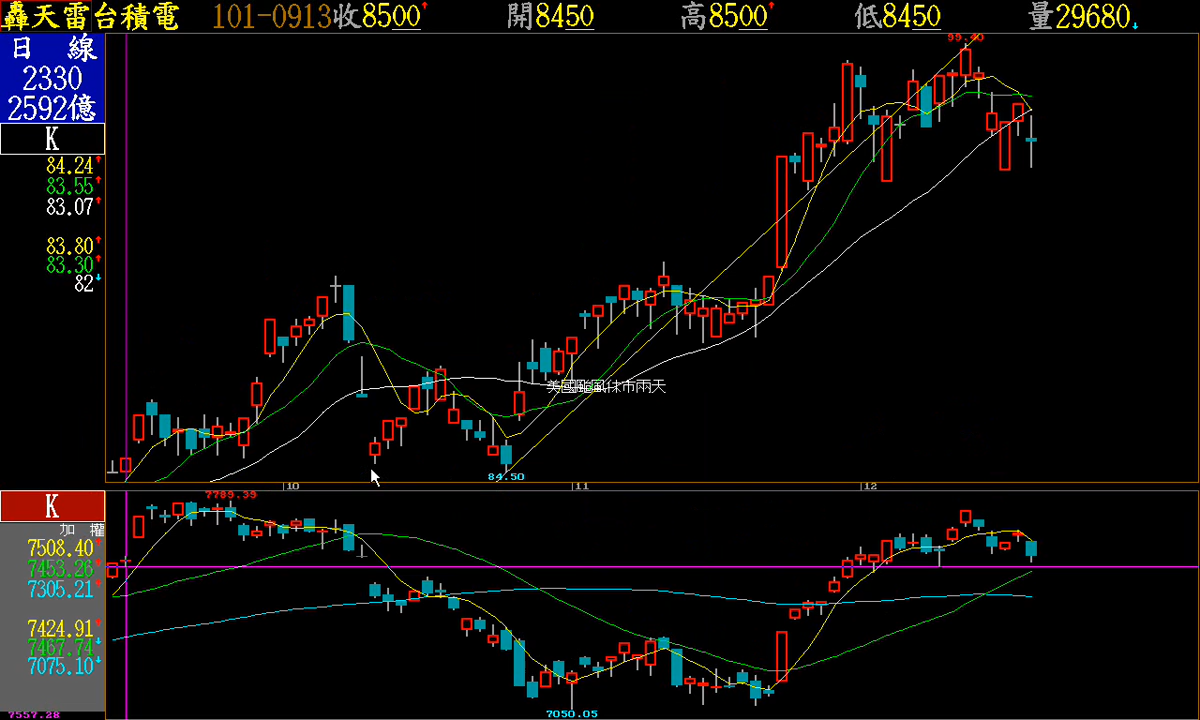 轟天雷台積電 101-0913收8500↑ 開8450 高8500↑ 低8450 量29680↓
日 線
2330
2592億
K
84.24↑
83.55↑
83.07↑
83.80↑
83.30↑
82↓
99.40
美國颶風休市兩天
84.50
10 11 12
K
加 權
7508.40↑
7453.26↑
7305.21↑
7424.91↑
7467.74↓
7075.10↓
7557.28
7789.39
7050.05